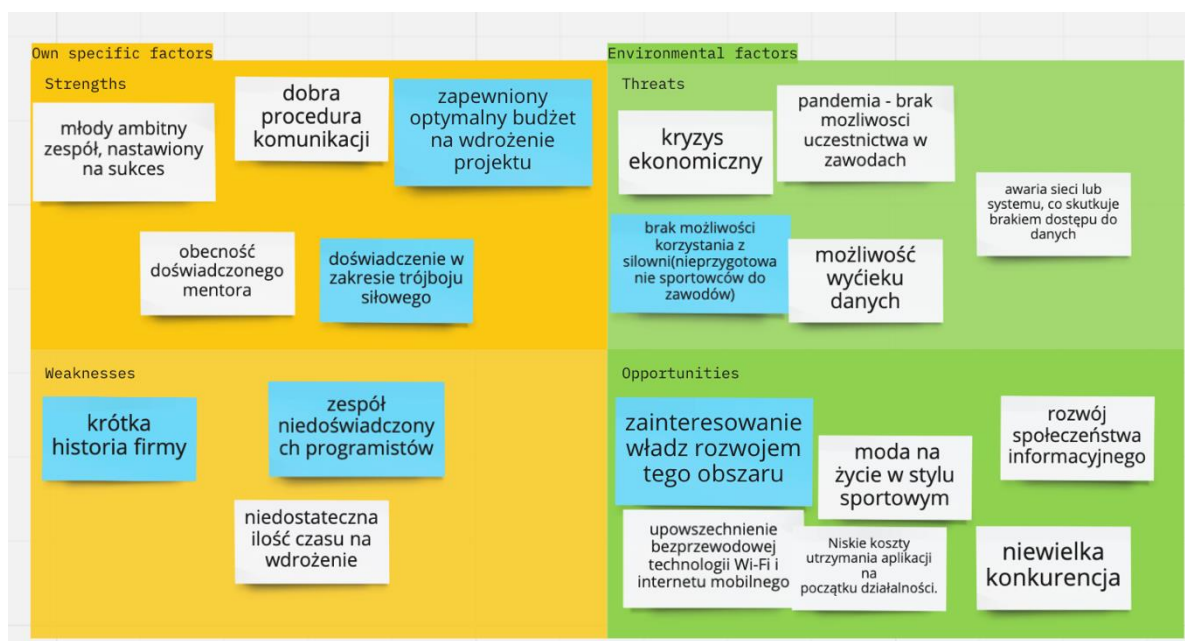 Own specific factors
Strengths
młody ambitny
zespół, nastawiony
na sukces
dobra
procedura
komunikacji
zapewniony
optymalny budżet
na wdrożenie
projektu
obecność
doświadczonego
mentora
doświadczenie w
zakresie trójboju
siłowego
Environmental factors
Threats
kryzys
ekonomiczny
pandemia - brak
mozliwosci
uczestnictwa w
zawodach
awaria sieci lub
systemu, co skutkuje
brakiem dostępu do
danych
brak możliwości
korzystania z
silowni(nieprzygotowa
nie sportowców do
zawodów)
możliwość
wyćieku
danych
Weaknesses
krótka
historia firmy
zespół
niedoświadczony
ch programistów
niedostateczna
ilość czasu na
wdrożenie
Opportunities
zainteresowanie
władz rozwojem
tego obszaru
moda na
życie w stylu
sportowym
rozwój
społeczeństwa
informacyjnego
upowszechnienie
bezprzewodowej
technologii Wi-Fi i
internetu mobilnego
Niskie koszty
utrzymania aplikacji
na
początku działalności.
niewielka
konkurencja